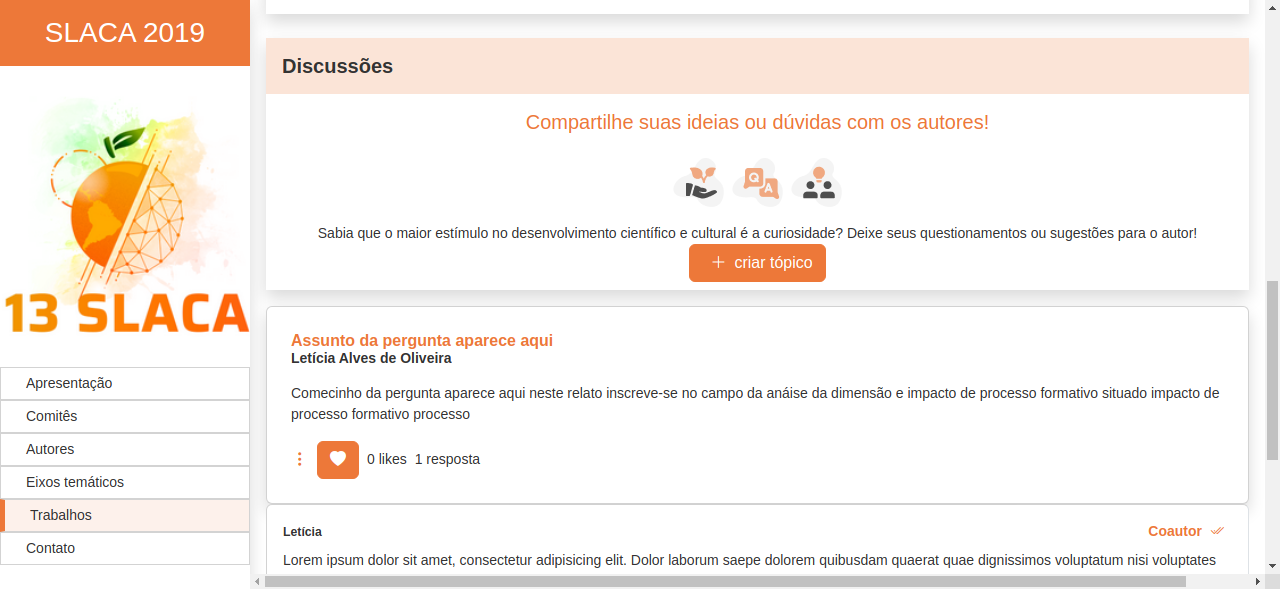 SLACA 2019
13 SLACA
Apresentação
Comitês
Autores
Eixos temáticos
Trabalhos
Contato
Discussões
Compartilhe suas ideias ou dúvidas com os autores!
Q
A
Sabia que o maior estímulo no desenvolvimento científico e cultural é a curiosidade? Deixe seus questionamentos ou sugestões para o autor!
criar tópico
Assunto da pergunta aparece aqui
Letícia Alves de Oliveira
Comecinho da pergunta aparece aqui neste relato inscreve-se no campo da anáise da dimensão e impacto de processo formativo situado impacto de
processo formativo processo
0 likes 1 resposta
Letícia
Coautor
Lorem ipsum dolor sit amet, consectetur adipisicing elit. Dolor laborum saepe dolorem quibusdam quaerat quae dignissimos voluptatum nisi voluptates